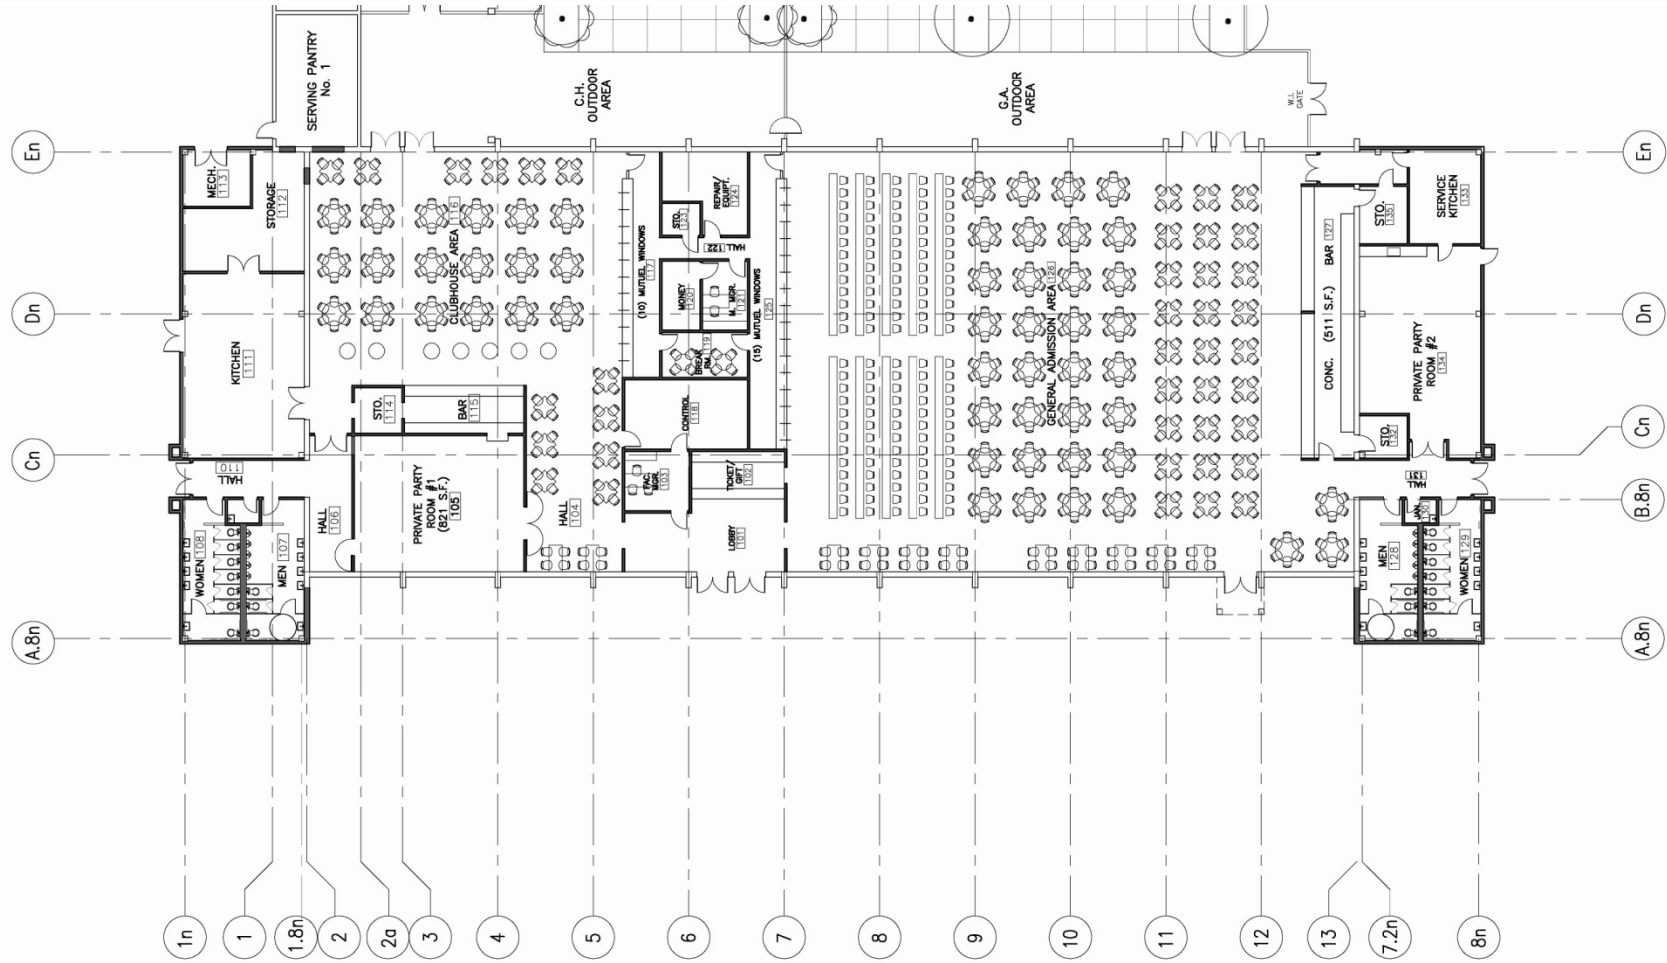 SERVING PANTRY
No. 1
C.H.
OUTDOOR
AREA
G.A.
OUTDOOR
AREA
W.I.
GATE
En
En
MECH.
113
STORAGE
112
CLUBHOUSE AREA 116
(10) MUTUEL WINDOWS
117
STO.
123
REPAIR/
EQUIPT.
124
HALL
122
MONEY
120
M. MGR.
121
(15) MUTUEL WINDOWS
125
BREAK
RM.
119
GENERAL ADMISSION AREA 126
CONC. (511 S.F.) BAR 127
STO.
135
SERVICE
KITCHEN
133
Dn
Dn
KITCHEN
111
STO.
114
BAR
115
CONTROL
118
PRIVATE PARTY
ROOM #2
134
Cn
Cn
HALL
110
HALL
106
PRIVATE PARTY
ROOM #1
(821 S.F.)
105
HALL
104
FAC.
MGR.
103
TICKET/
GIFT
102
LOBBY
101
STO.
132
HALL
131
B.8n
WOMEN
108
MEN
107
JAN.
130
MEN
128
WOMEN
129
A.8n
A.8n
1n
1
1.8n
2
2a
3
4
5
6
7
8
9
10
11
12
13
7.2n
8n